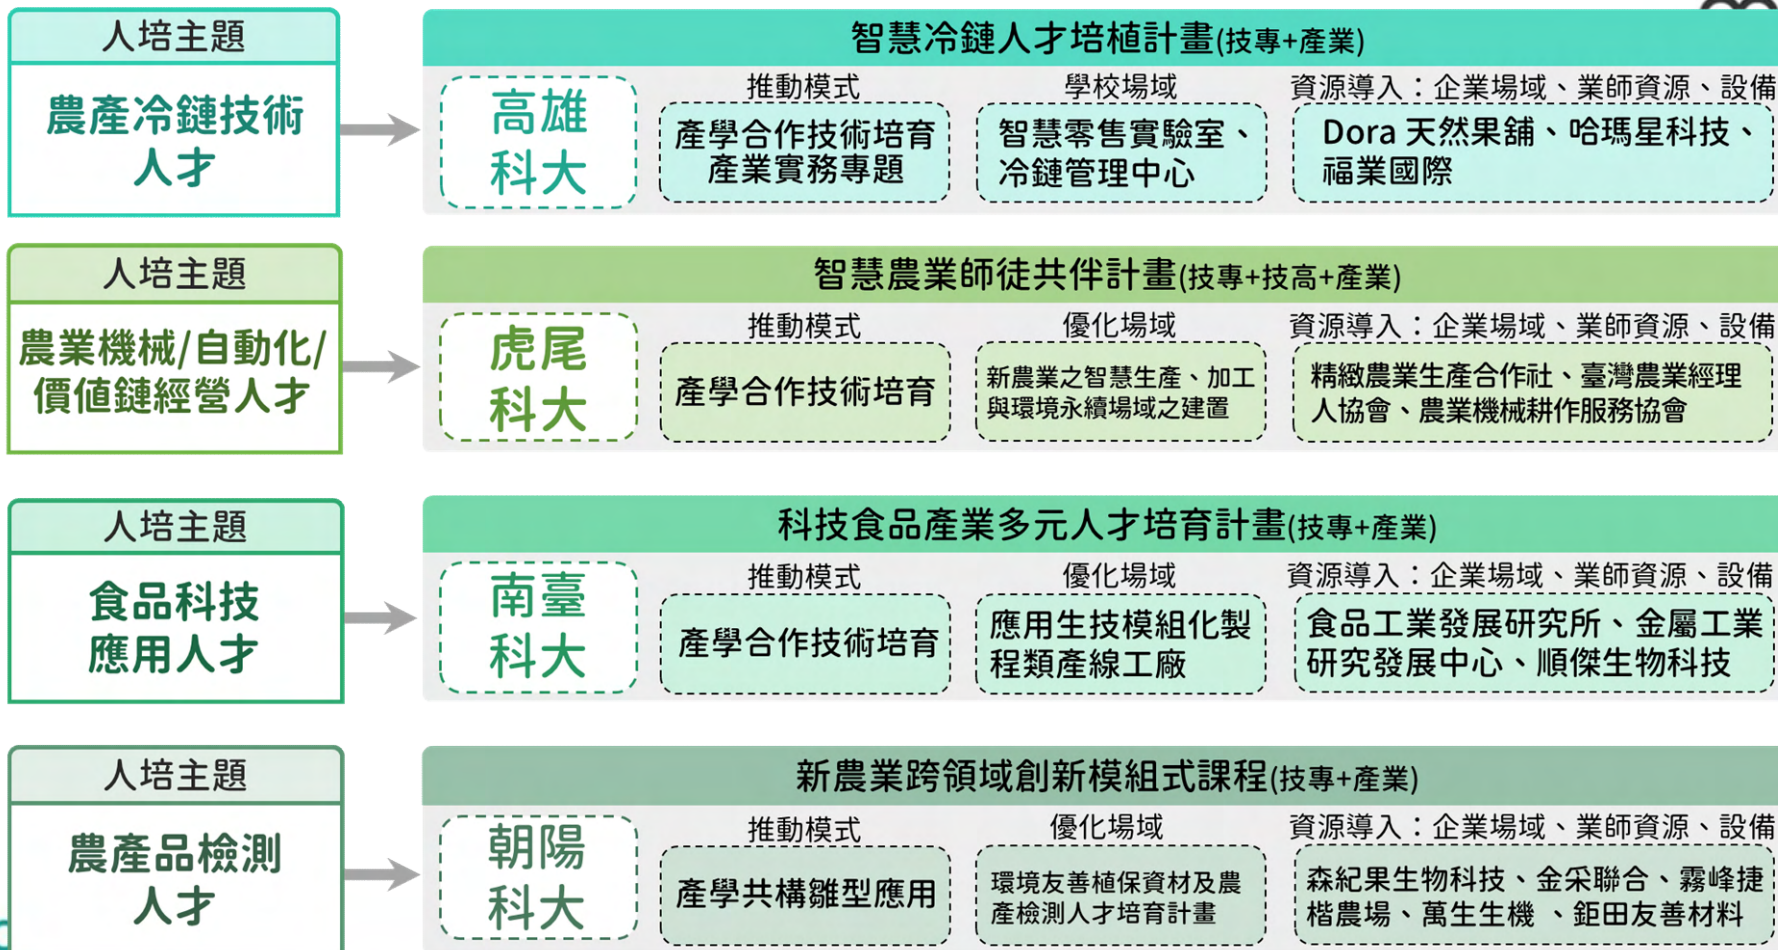 人培主題
農產冷鏈技術
人才
智慧冷鏈人才培植計畫(技專+產業)
高雄
科大
推動模式
產學合作技術培育
產業實務專題
學校場域
智慧零售實驗室、
冷鏈管理中心
資源導入：企業場域、業師資源、設備
Dora 天然果舖、哈瑪星科技、
福業國際
人培主題
農業機械/自動化/
價值鏈經營人才
智慧農業師徒共伴計畫(技專+技高+產業)
虎尾
科大
推動模式
產學合作技術培育
優化場域
新農業之智慧生產、加工
與環境永續場域之建置
資源導入：企業場域、業師資源、設備
精緻農業生產合作社、臺灣農業經理
人協會、農業機械耕作服務協會
人培主題
食品科技
應用人才
科技食品產業多元人才培育計畫(技專+產業)
南臺
科大
推動模式
產學合作技術培育
優化場域
應用生技模組化製
程類產線工廠
資源導入：企業場域、業師資源、設備
食品工業發展研究所、金屬工業
研究發展中心、順傑生物科技
人培主題
農產品檢測
人才
新農業跨領域創新模組式課程(技專+產業)
朝陽
科大
推動模式
產學共構雛型應用
優化場域
環境友善植保資材及農
產檢測人才培育計畫
資源導入：企業場域、業師資源、設備
森紀果生物科技、金采聯合、霧峰捷
楷農場、萬生生機 、鉅田友善材料